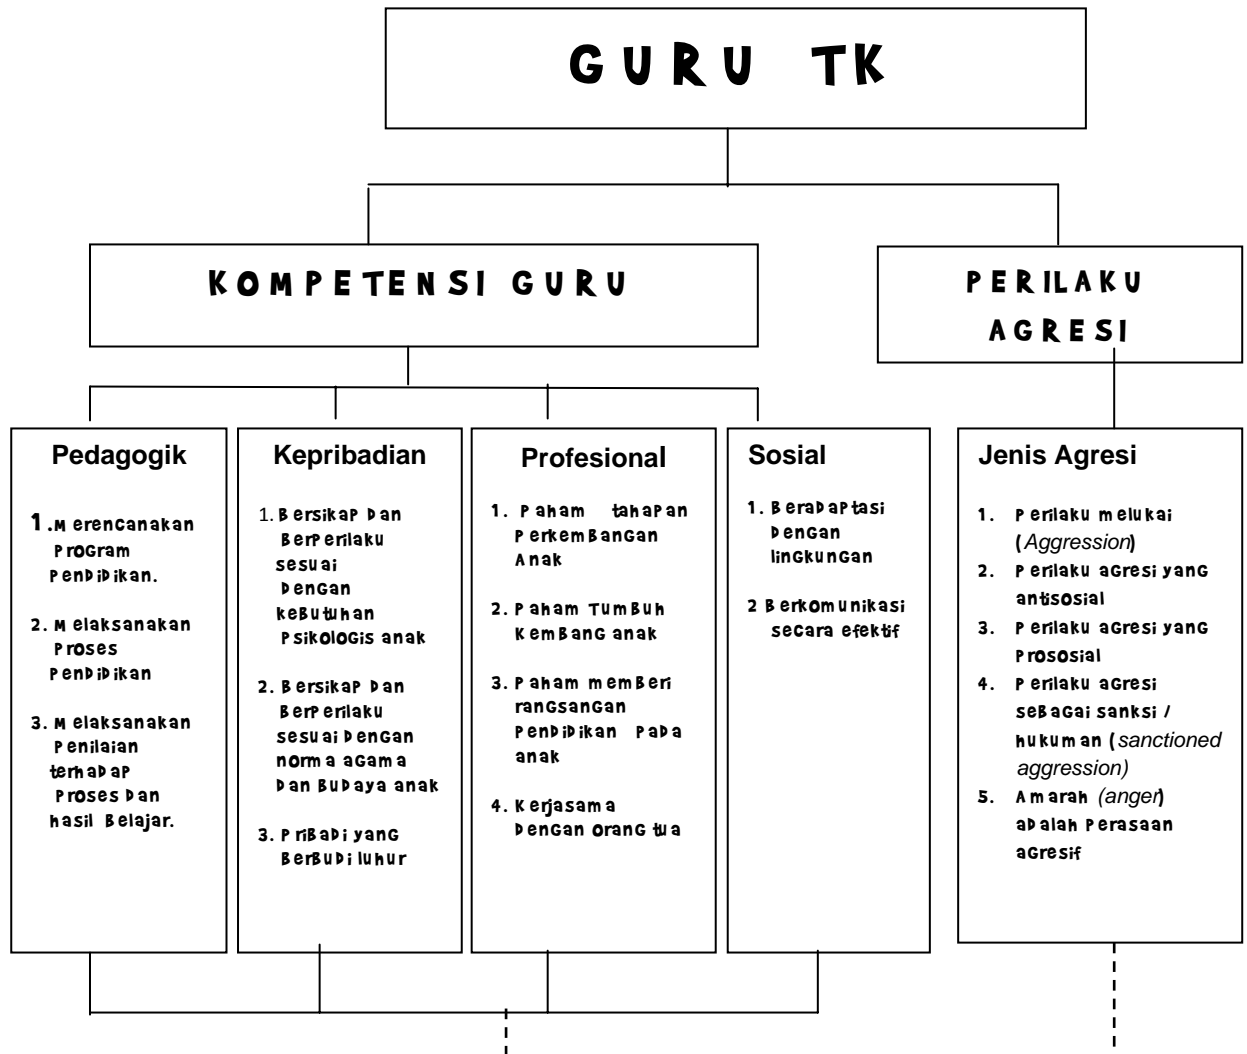 GURU TK
KOMPETENSI GURU
PERILAKU
AGRESI
Pedagogik
1.Merencanakan
Program
Pendidikan.
2. Melaksanakan
Proses
Pendidikan
3. Melaksanakan
Penilaian
terhadap
Proses dan
hasil Belajar.
Kepribadian
1. Bersikap dan
Berperilaku
sesuai
Dengan
keButuhan
Psikologis anak
2. Bersikap dan
Berperilaku
sesuai Dengan
norma agama
Dan Budaya anak
3. Pribadi yang
Berbudi luhur
Profesional
1. Paham tahapan
Perkembangan
Anak
2. Paham Tumbuh
Kembang anak
3. Paham memberi
rangsangan
Pendidikan Pada
anak
4. Kerjasama
Dengan orang tua
Sosial
1. Beradaptasi
Dengan
lingkungan
2 Berkomunikasi
secara efektif
Jenis Agresi
1. Perilaku melukai
(Aggression)
2. Perilaku agresi yang
antisosial
3. Perilaku agresi yang
Prososial
4. Perilaku agresi
sebagai sanksi /
hukuman (sanctioned
aggression)
5. Amarah (anger)
adalah Perasaan
agresif